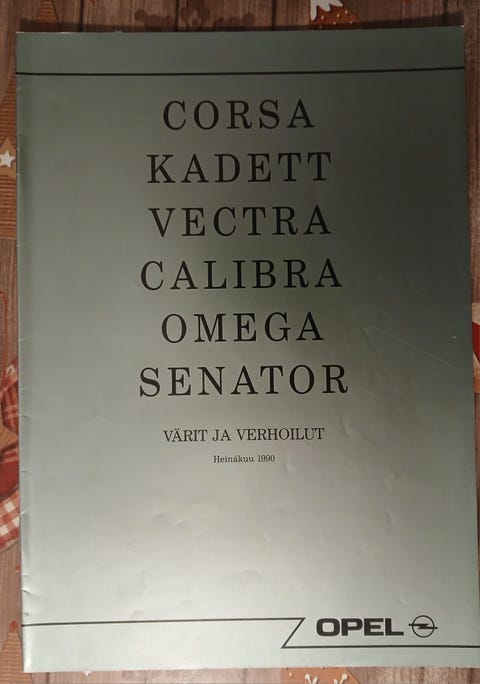 CORSA
KADETT
VECTRA
CALIBRA
OMEGA
SENATOR
VÄRIT JA VERHOILUT
Heinäkuu 1990
OPEL